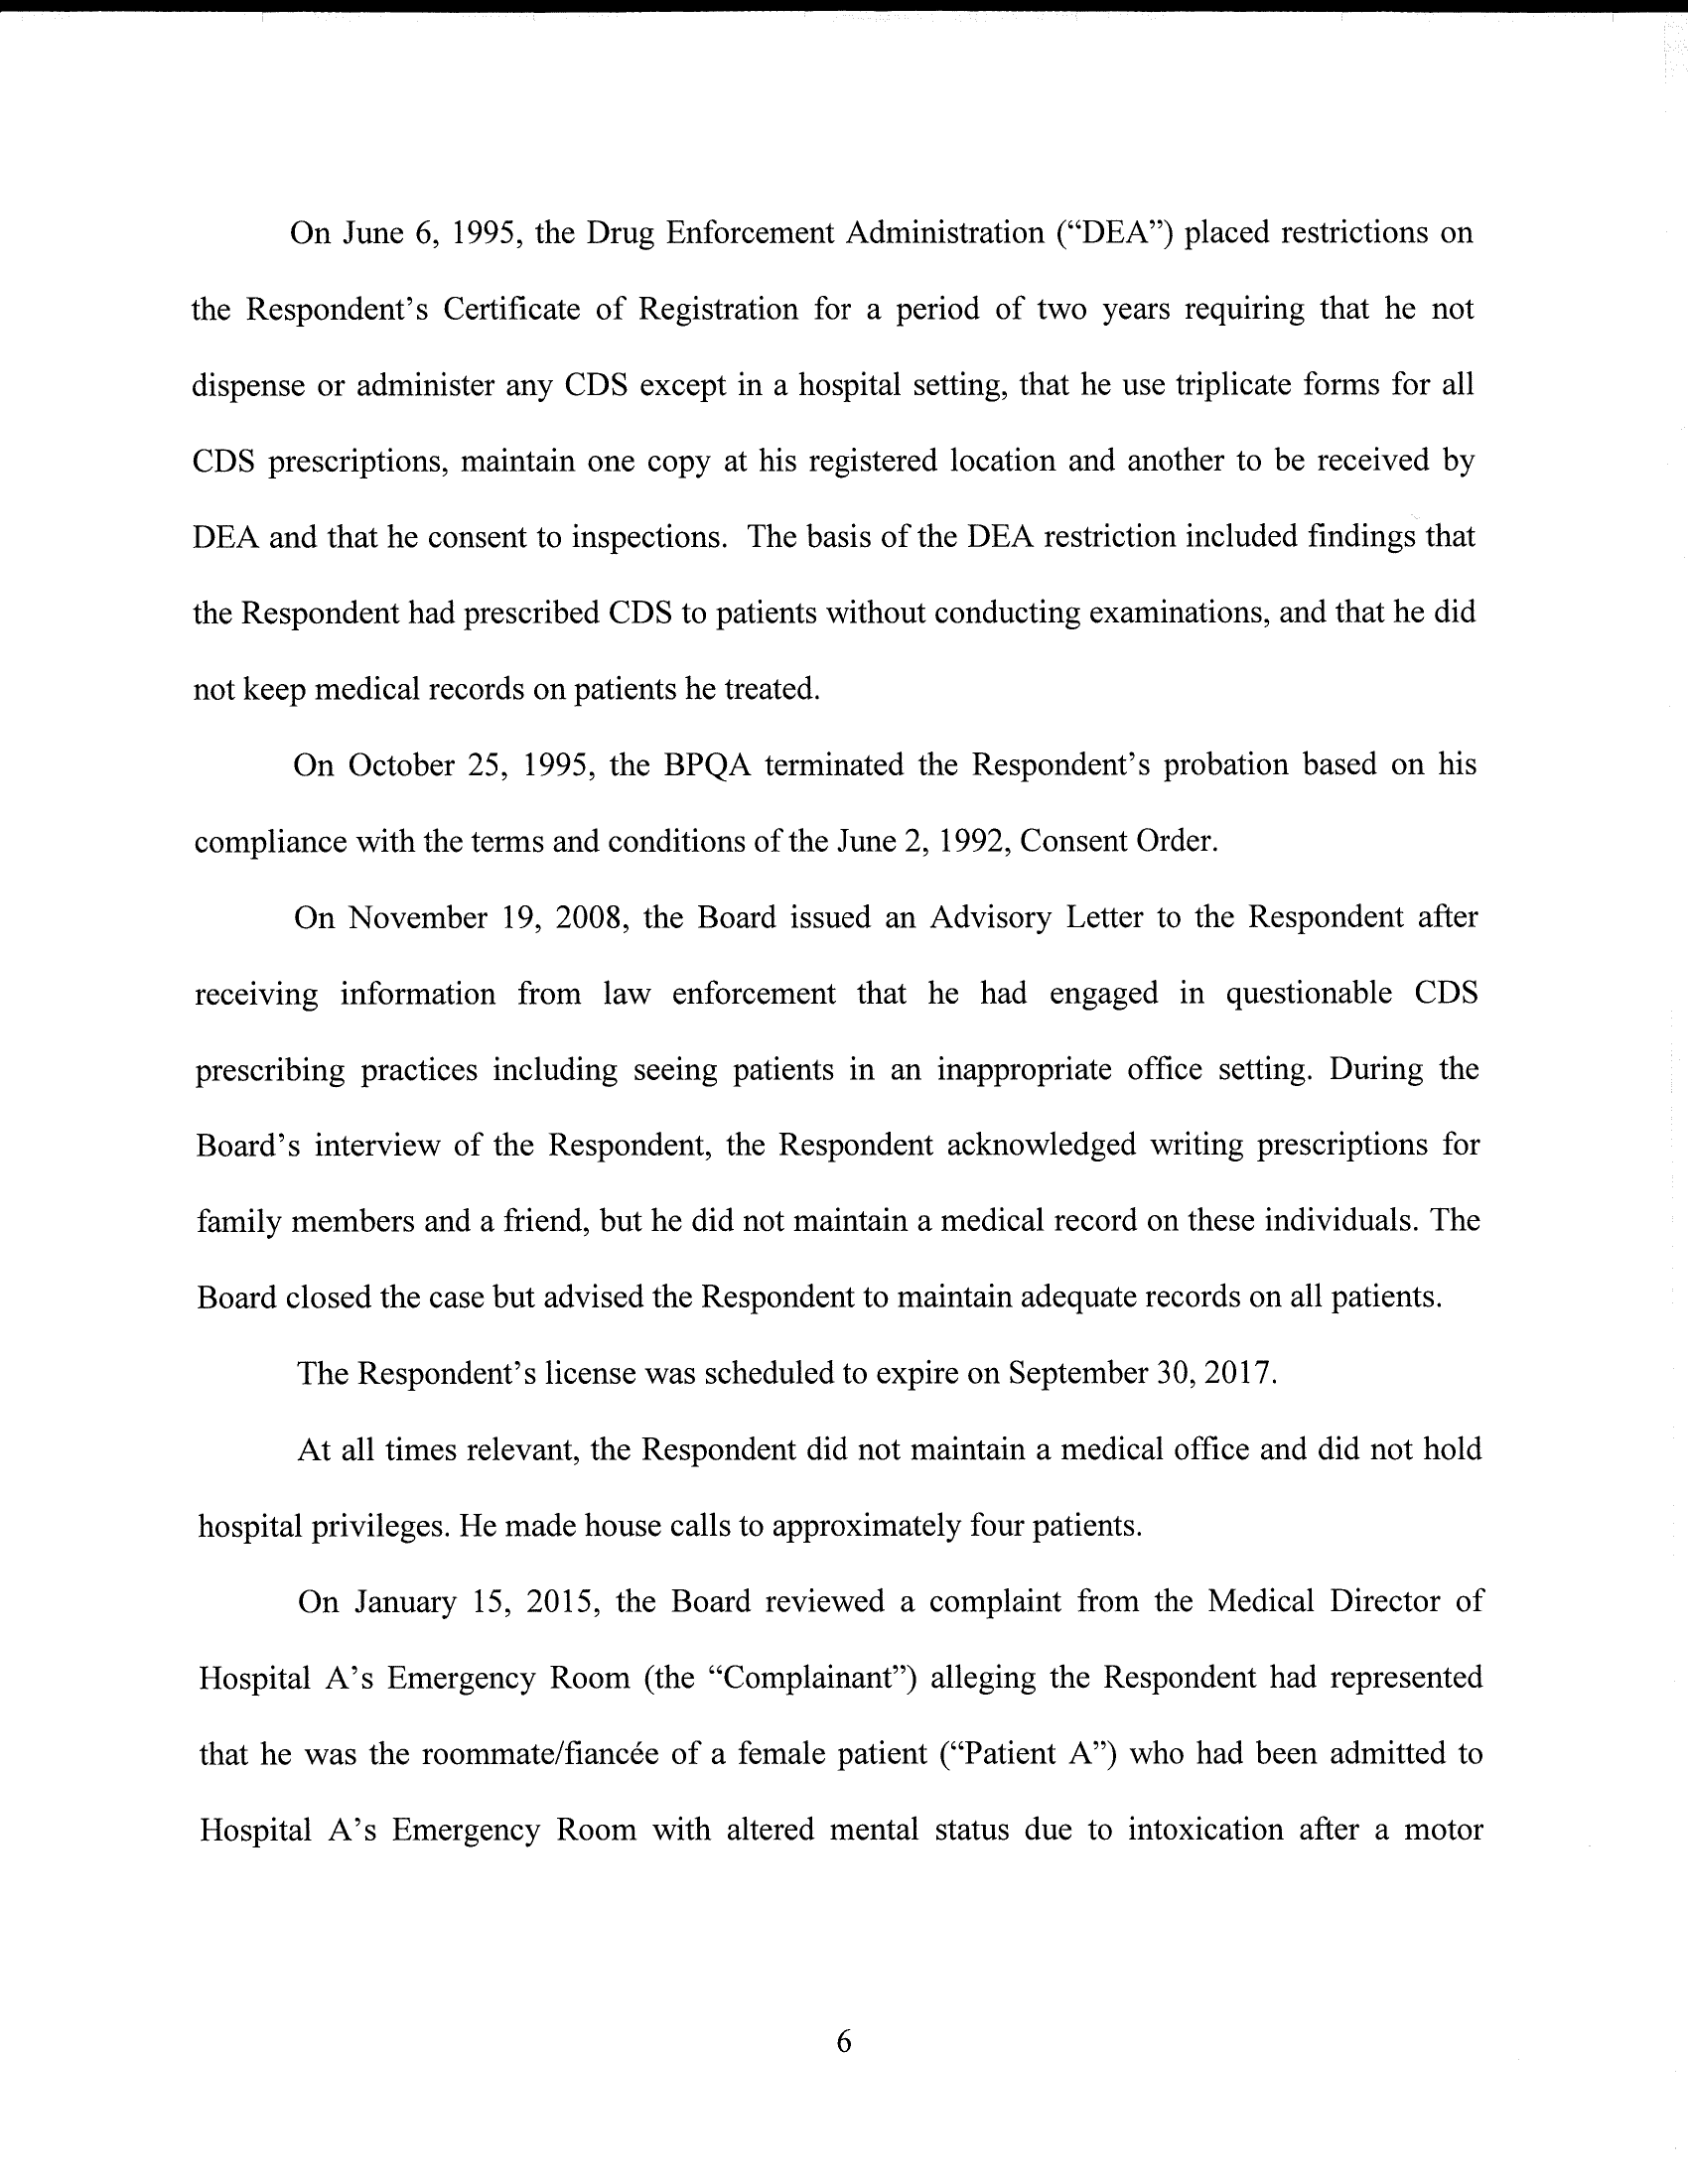 On June 6, 1995, the Drug Enforcement Administration (“DEA”) placed restrictions on
the Respondent’s Certificate of Registration for a period of two years requiring that he not
dispense or administer any CDS except in a hospital setting, that he use triplicate forms for all
CDS prescriptions, maintain one copy at his registered location and another to be received by
DEA and that he consent to inspections.  The basis of the DEA restriction included findings that
the Respondent had prescribed CDS to patients without conducting examinations, and that he did
not keep medical records on patients he treated.
On October 25, 1995, the BPQA terminated the Respondent’s probation based on his
compliance with the terms and conditions of the June 2, 1992, Consent Order.
On November 19, 2008, the Board issued an Advisory Letter to the Respondent after
receiving information from law enforcement that he had engaged in questionable CDS
prescribing practices including seeing patients in an inappropriate office setting. During the
Board’s interview of the Respondent, the Respondent acknowledged writing prescriptions for
family members and a friend, but he did not maintain a medical record on these individuals. The
Board closed the case but advised the Respondent to maintain adequate records on all patients.
The Respondent’s license was scheduled to expire on September 30, 2017.
At all times relevant, the Respondent did not maintain a medical office and did not hold
hospital privileges. He made house calls to approximately four patients.
On January 15, 2015, the Board reviewed a complaint from the Medical Director of
Hospital A’s Emergency Room (the “Complainant”) alleging the Respondent had represented
that he was the roommate/fiancée of a female patient (“Patient A”) who had been admitted to
Hospital A’s Emergency Room with altered mental status due to intoxication after a motor
6